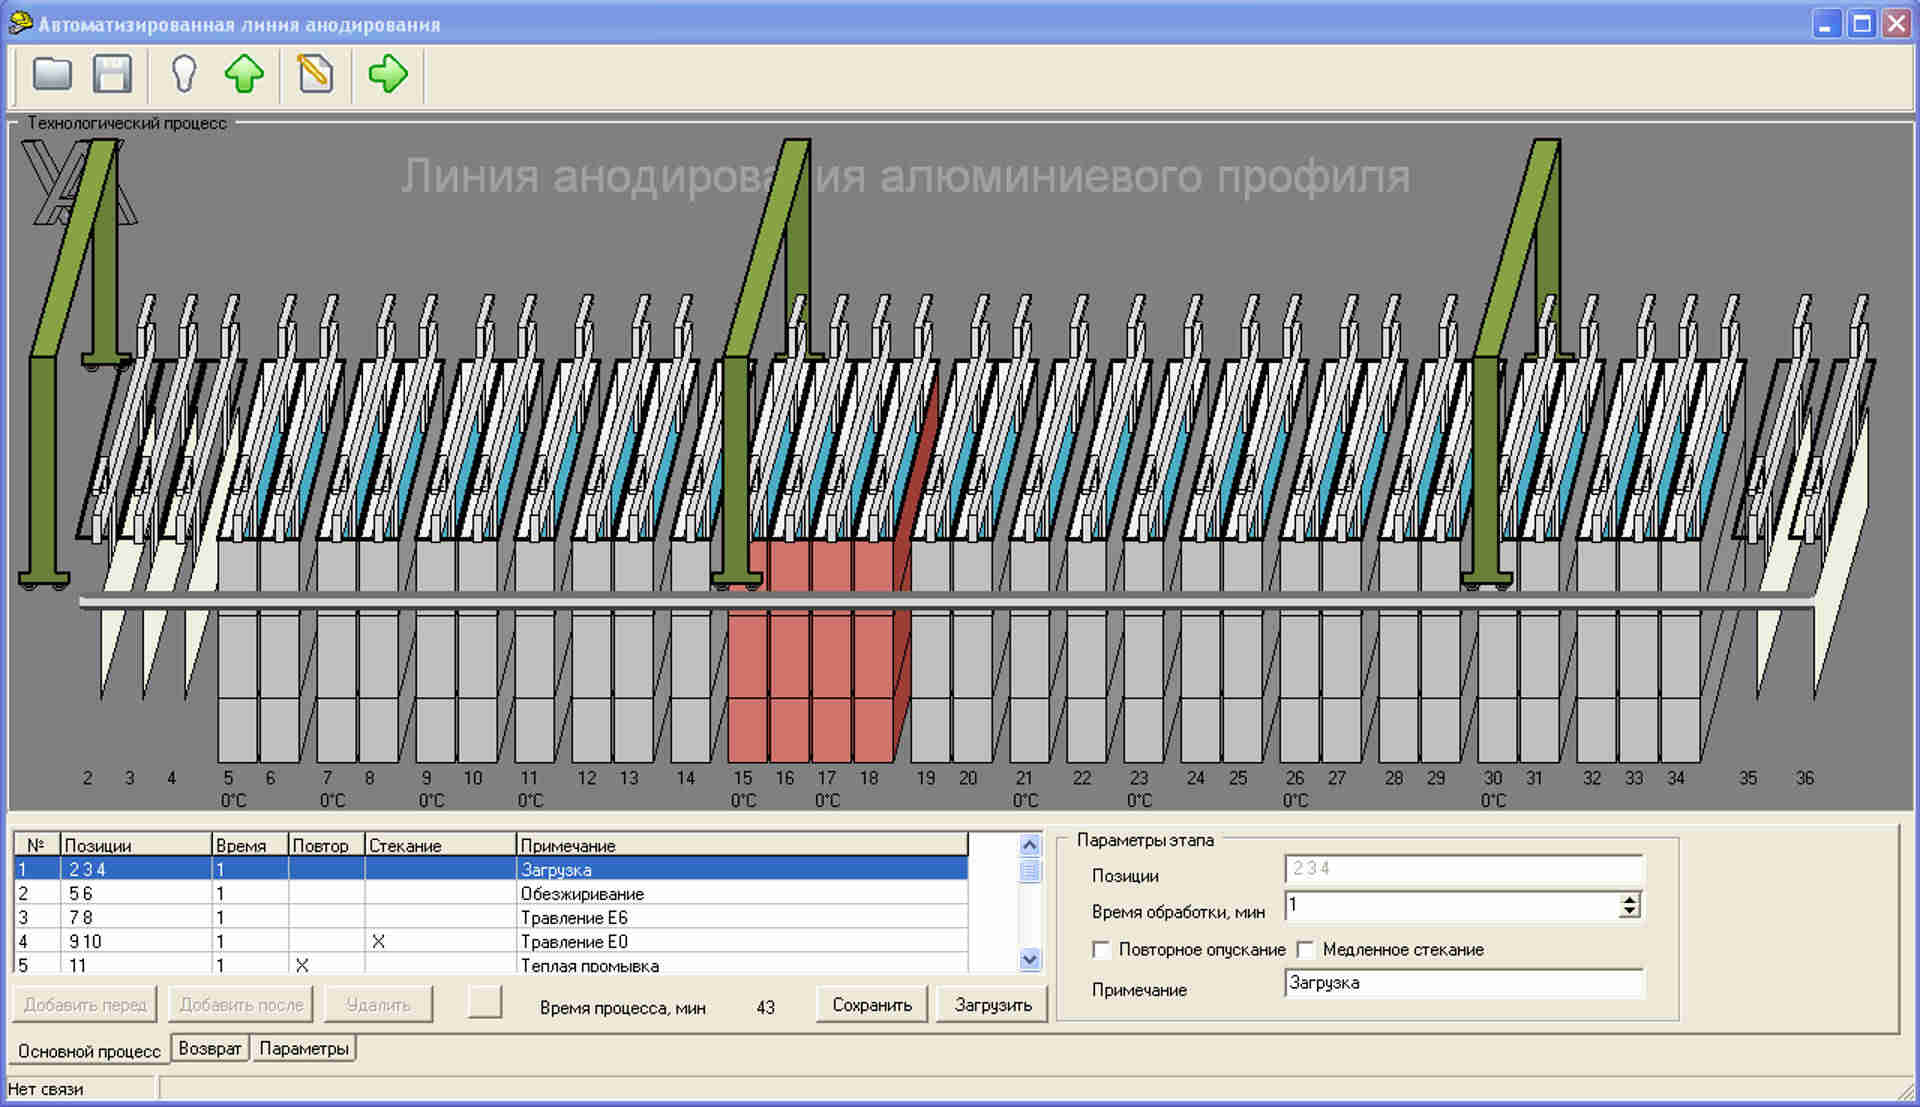 Автоматизированная линия анодирования
Технологический процесс
Линия анодирования алюминиевого профиля
2 3 4 5 6 7 8 9 10 11 12 13 14 15 16 17 18 19 20 21 22 23 24 25 26 27 28 29 30 31 32 33 34 35 36
0°C 0°C 0°C 0°C 0°C 0°C 0°C 0°C 0°C 0°C
№ Позиции Время Повтор Стекание Примечание
1 2 3 4 1 Загрузка
2 5 6 1 Обезжиривание
3 7 8 1 Травление Е6
4 9 10 1 X Травление Е0
5 11 1 X Теплая промывка
Добавить перед Добавить после Удалить Время процесса, мин 43 Сохранить Загрузить
Параметры этапа
Позиции 2 3 4
Время обработки, мин 1
Повторное опускание Медленное стекание
Примечание Загрузка
Основной процесс Возврат Параметры
Нет связи